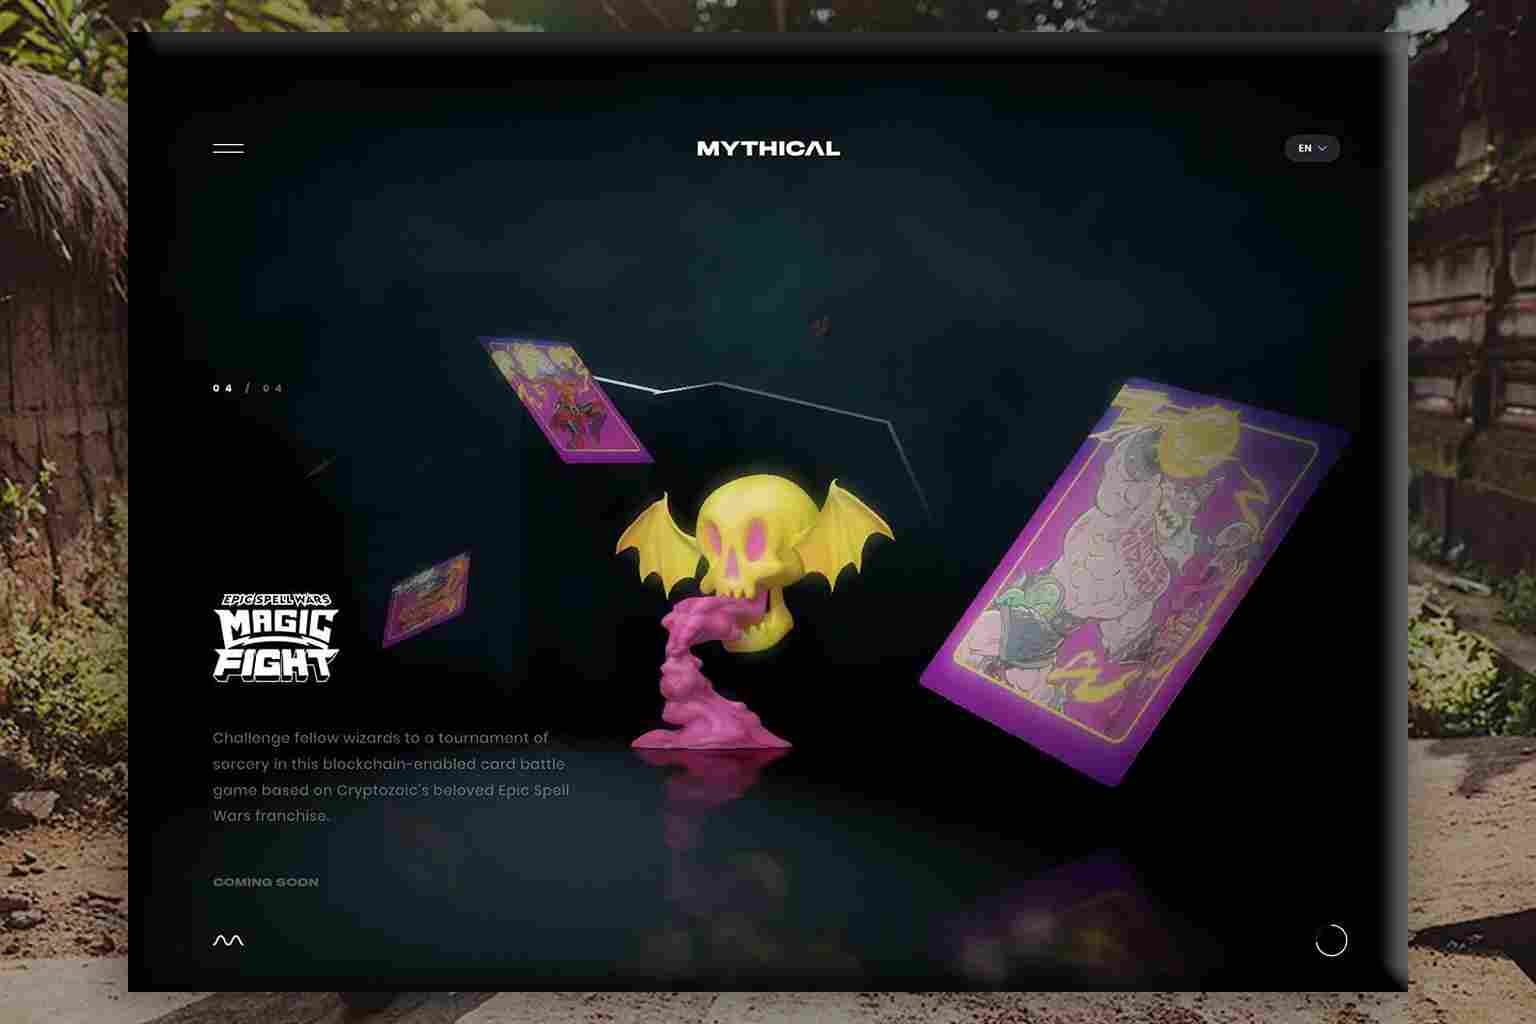 MYTHICAL
EN
04 / 04
EPIC SPELL WARS
MAGIC
FIGHT
Challenge fellow wizards to a tournament of
sorcery in this blockchain-enabled card battle
game based on Cryptozoic's beloved Epic Spell
Wars franchise.
COMING SOON